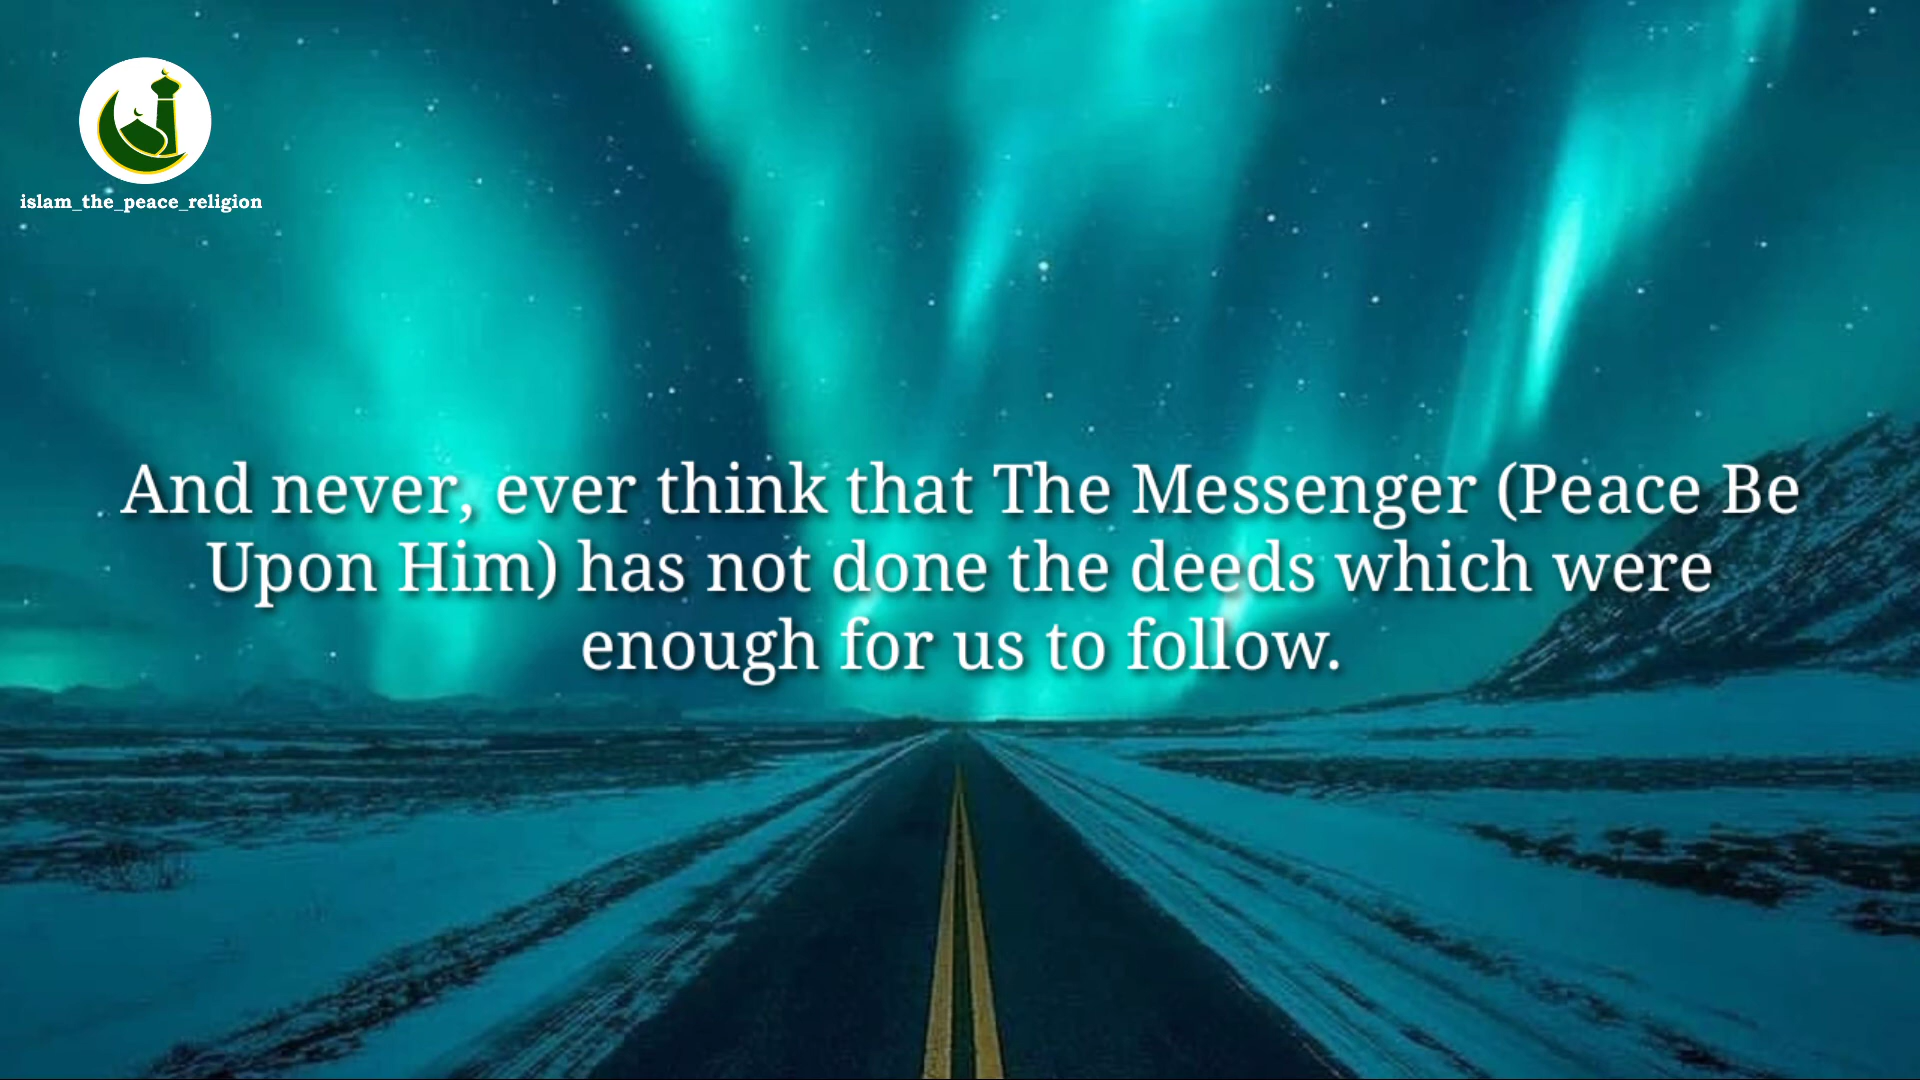 islam_the_peace_religion
And never, ever think that The Messenger (Peace Be
Upon Him) has not done the deeds which were
enough for us to follow.